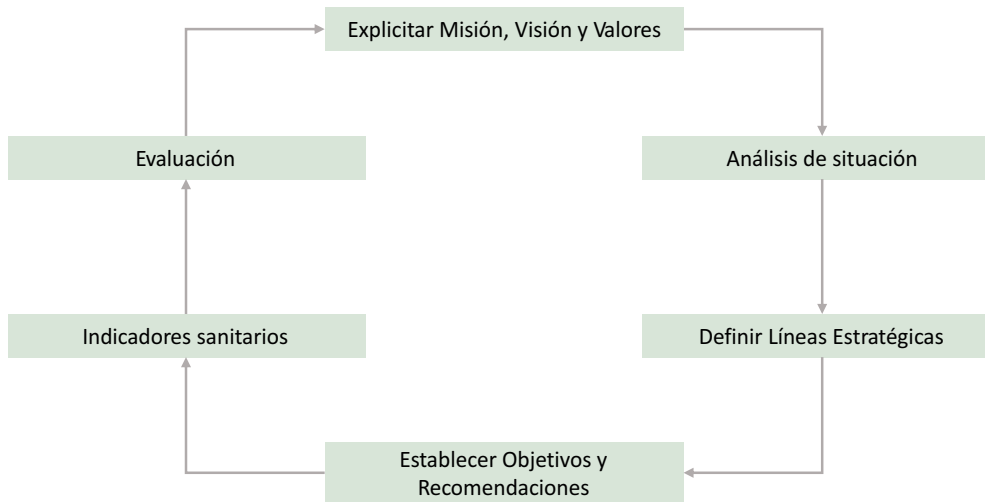 Explicitar Misión, Visión y Valores
Evaluación
Análisis de situación
Indicadores sanitarios
Definir Líneas Estratégicas
Establecer Objetivos y
Recomendaciones